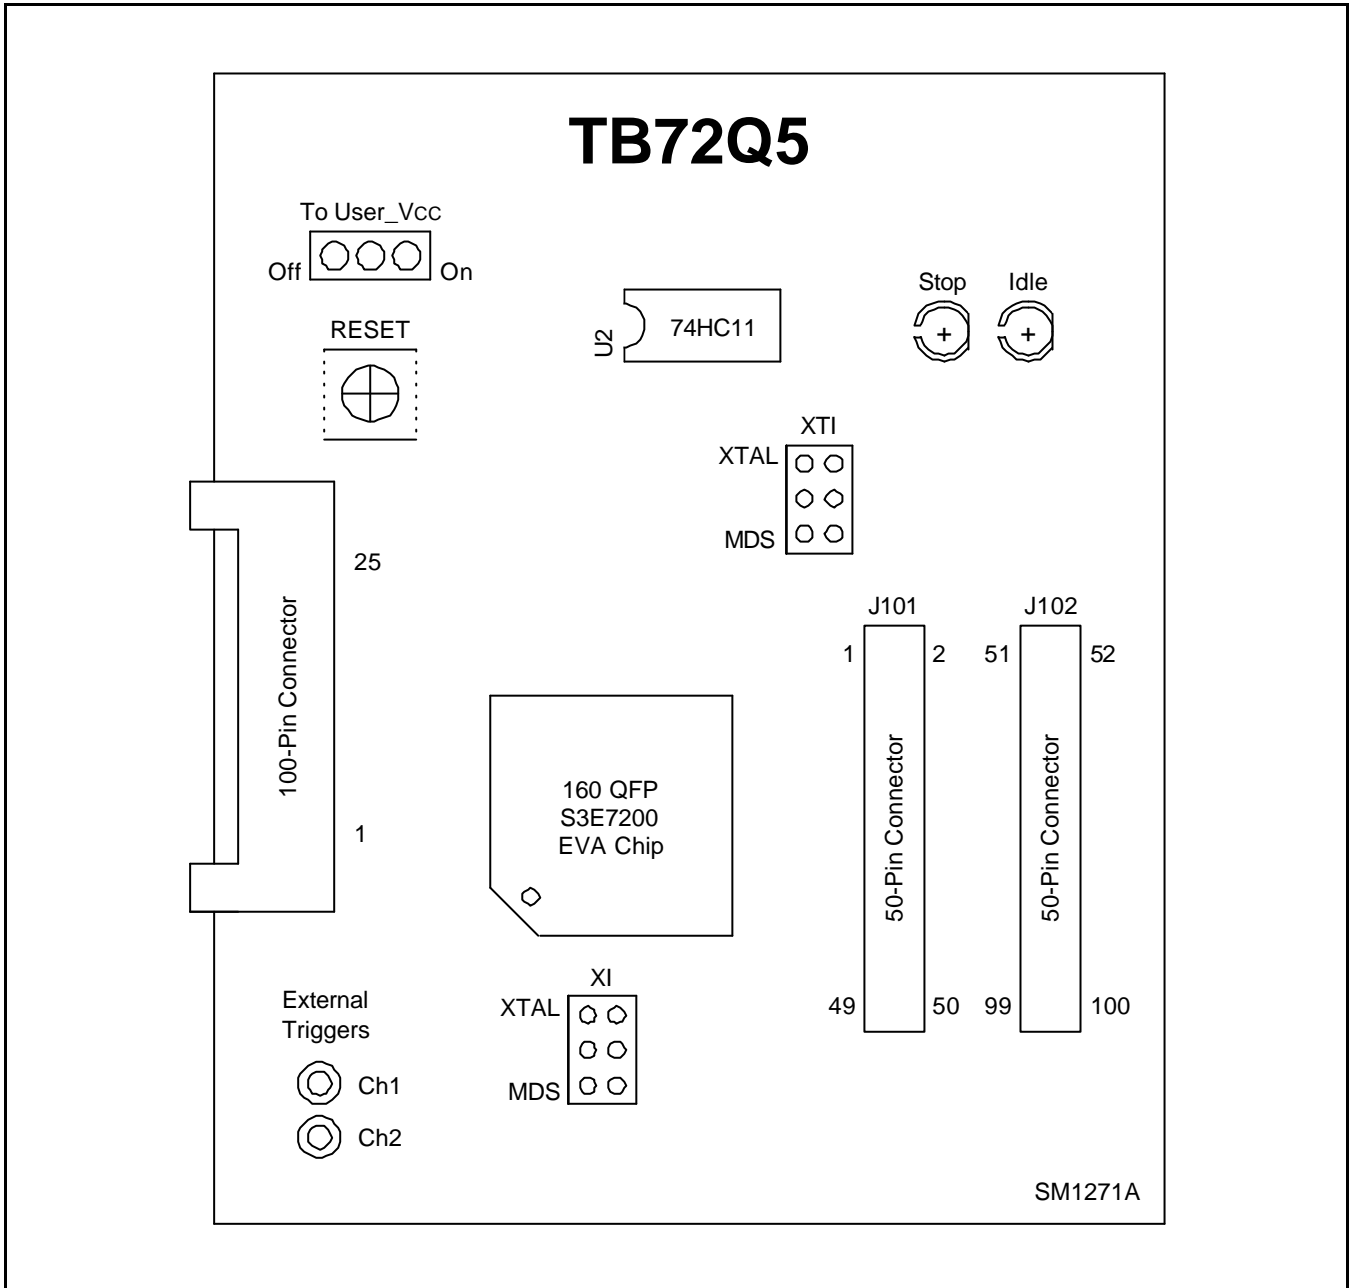 TB72Q5
To User_VCC
Off
On
RESET
U2
74HC11
Stop
Idle
XTI
XTAL
MDS
25
100-Pin Connector
1
J101
1
2
50-Pin Connector
49
50
J102
51
52
50-Pin Connector
99
100
160 QFP
S3E7200
EVA Chip
XI
XTAL
MDS
External
Triggers
Ch1
Ch2
SM1271A